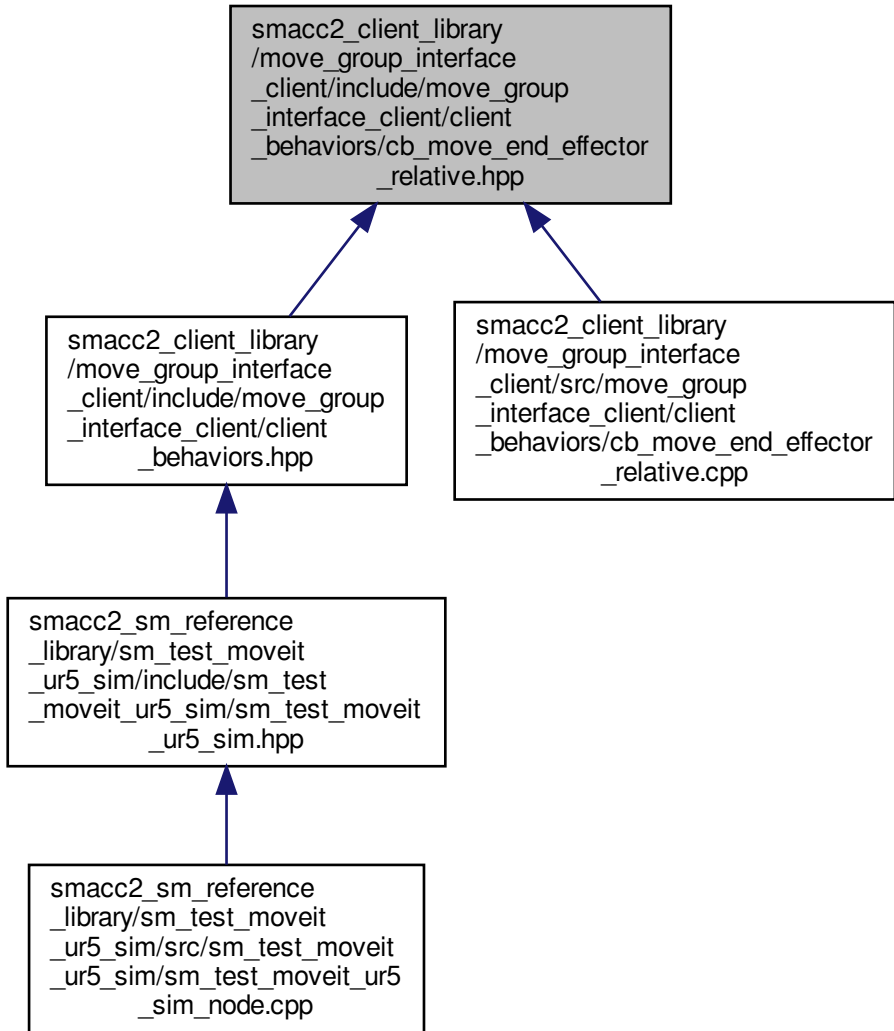 smacc2_client_library
/move_group_interface
_client/include/move_group
_interface_client/client
_behaviors/cb_move_end_effector
_relative.hpp
smacc2_client_library
/move_group_interface
_client/include/move_group
_interface_client/client
_behaviors.hpp
smacc2_client_library
/move_group_interface
_client/src/move_group
_interface_client/client
_behaviors/cb_move_end_effector
_relative.cpp
smacc2_sm_reference
_library/sm_test_moveit
_ur5_sim/include/sm_test
_moveit_ur5_sim/sm_test_moveit
_ur5_sim.hpp
smacc2_sm_reference
_library/sm_test_moveit
_ur5_sim/src/sm_test_moveit
_ur5_sim/sm_test_moveit_ur5
_sim_node.cpp